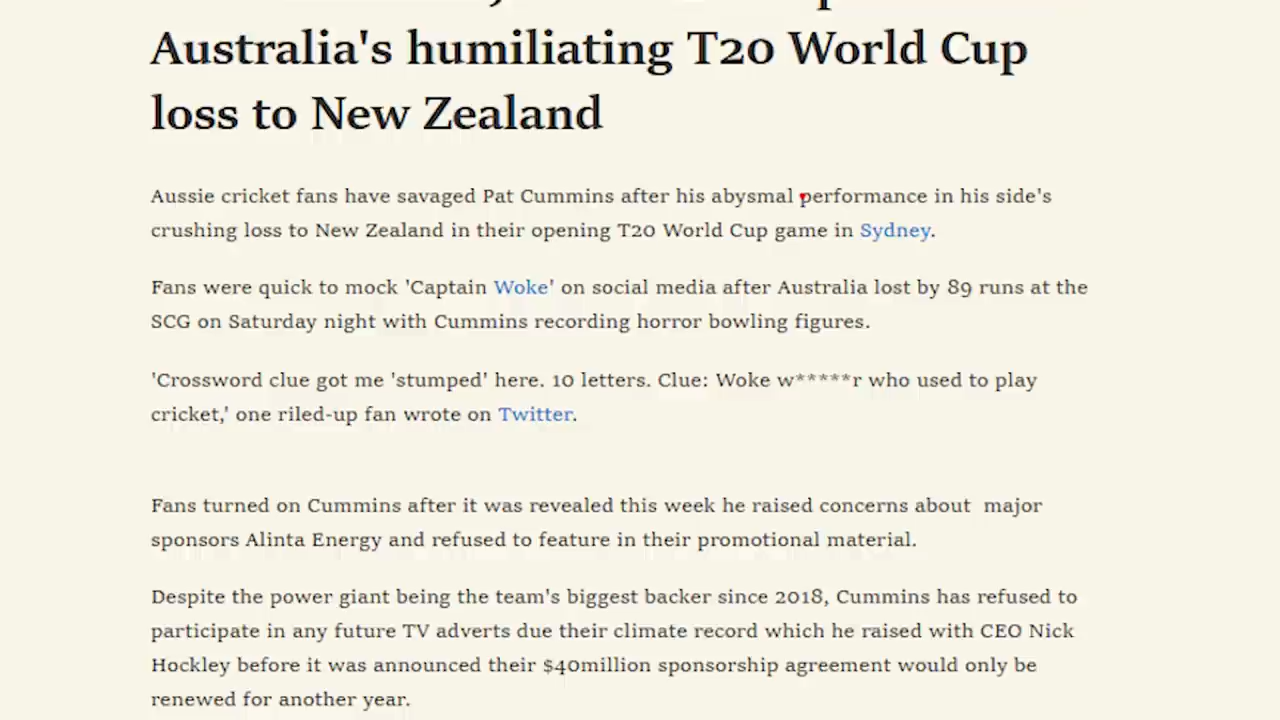 Australia's humiliating T20 World Cup
loss to New Zealand
Aussie cricket fans have savaged Pat Cummins after his abysmal performance in his side's
crushing loss to New Zealand in their opening T20 World Cup game in Sydney.
Fans were quick to mock 'Captain Woke' on social media after Australia lost by 89 runs at the
SCG on Saturday night with Cummins recording horror bowling figures.
'Crossword clue got me 'stumped' here. 10 letters. Clue: Woke w*****r who used to play
cricket,' one riled-up fan wrote on Twitter.
Fans turned on Cummins after it was revealed this week he raised concerns about  major
sponsors Alinta Energy and refused to feature in their promotional material.
Despite the power giant being the team's biggest backer since 2018, Cummins has refused to
participate in any future TV adverts due their climate record which he raised with CEO Nick
Hockley before it was announced their $40million sponsorship agreement would only be
renewed for another year.